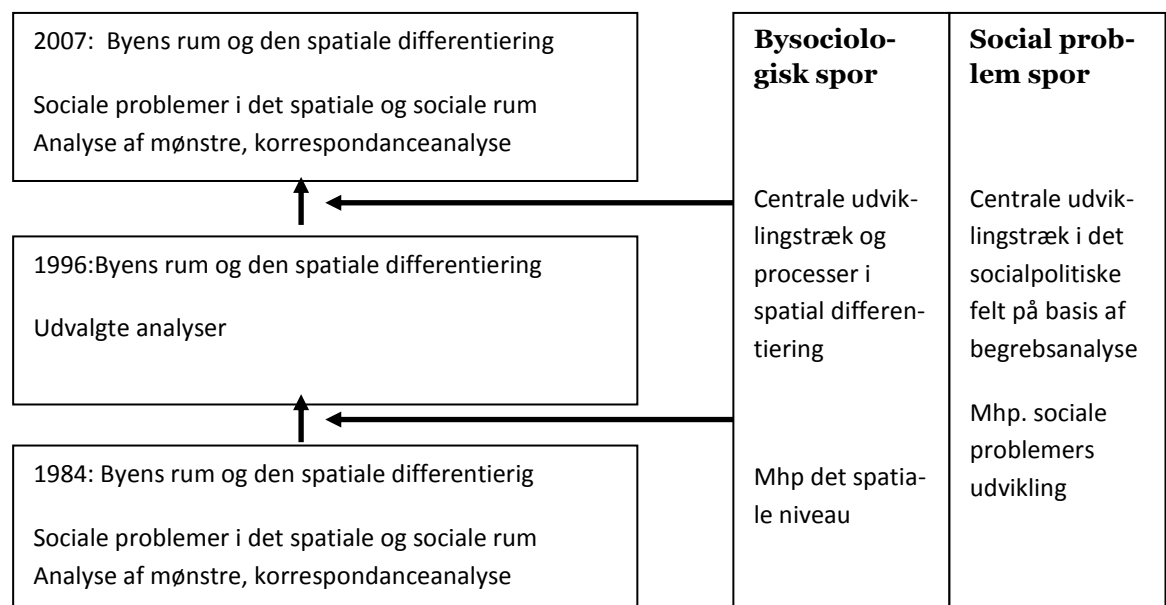 2007:  Byens rum og den spatiale differentiering
Sociale problemer i det spatiale og sociale rum
Analyse af mønstre, korrespondanceanalyse
1996:Byens rum og den spatiale differentiering
Udvalgte analyser
1984: Byens rum og den spatiale differentierig
Sociale problemer i det spatiale og sociale rum
Analyse af mønstre, korrespondanceanalyse
Bysociolo-
gisk spor
Centrale udvik-
lingstræk og
processer i
spatial differen-
tiering
Mhp det spatia-
le niveau
Social prob-
lem spor
Centrale udvik-
lingstræk i det
socialpolitiske
felt på basis af
begrebsanalyse
Mhp. sociale
problemers
udvikling